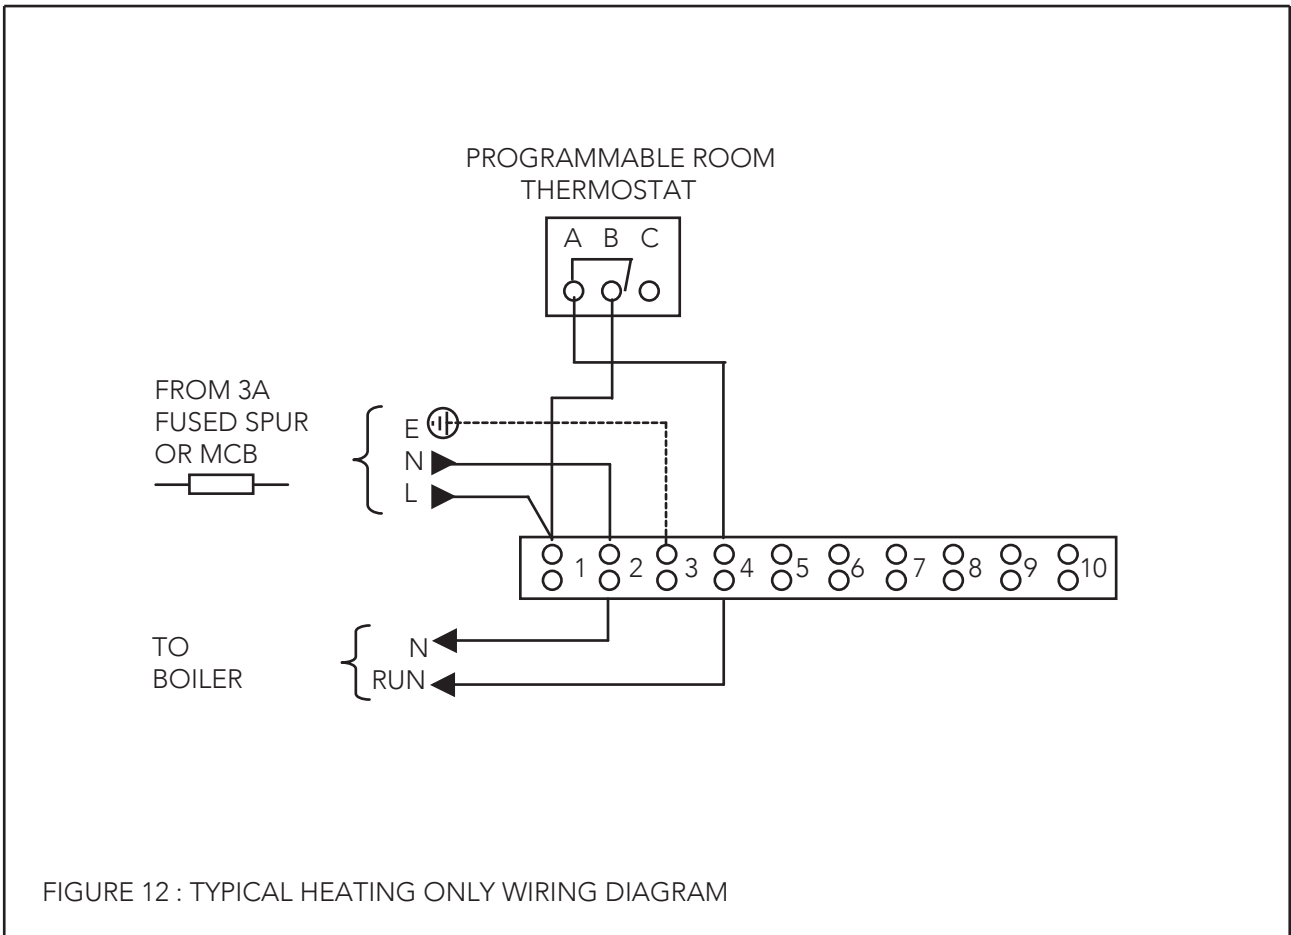 PROGRAMMABLE ROOM
THERMOSTAT
A B C
FROM 3A
FUSED SPUR
OR MCB
E
N
L
1 2 3 4 5 6 7 8 9 10
TO
BOILER
N
RUN
FIGURE 12 : TYPICAL HEATING ONLY WIRING DIAGRAM